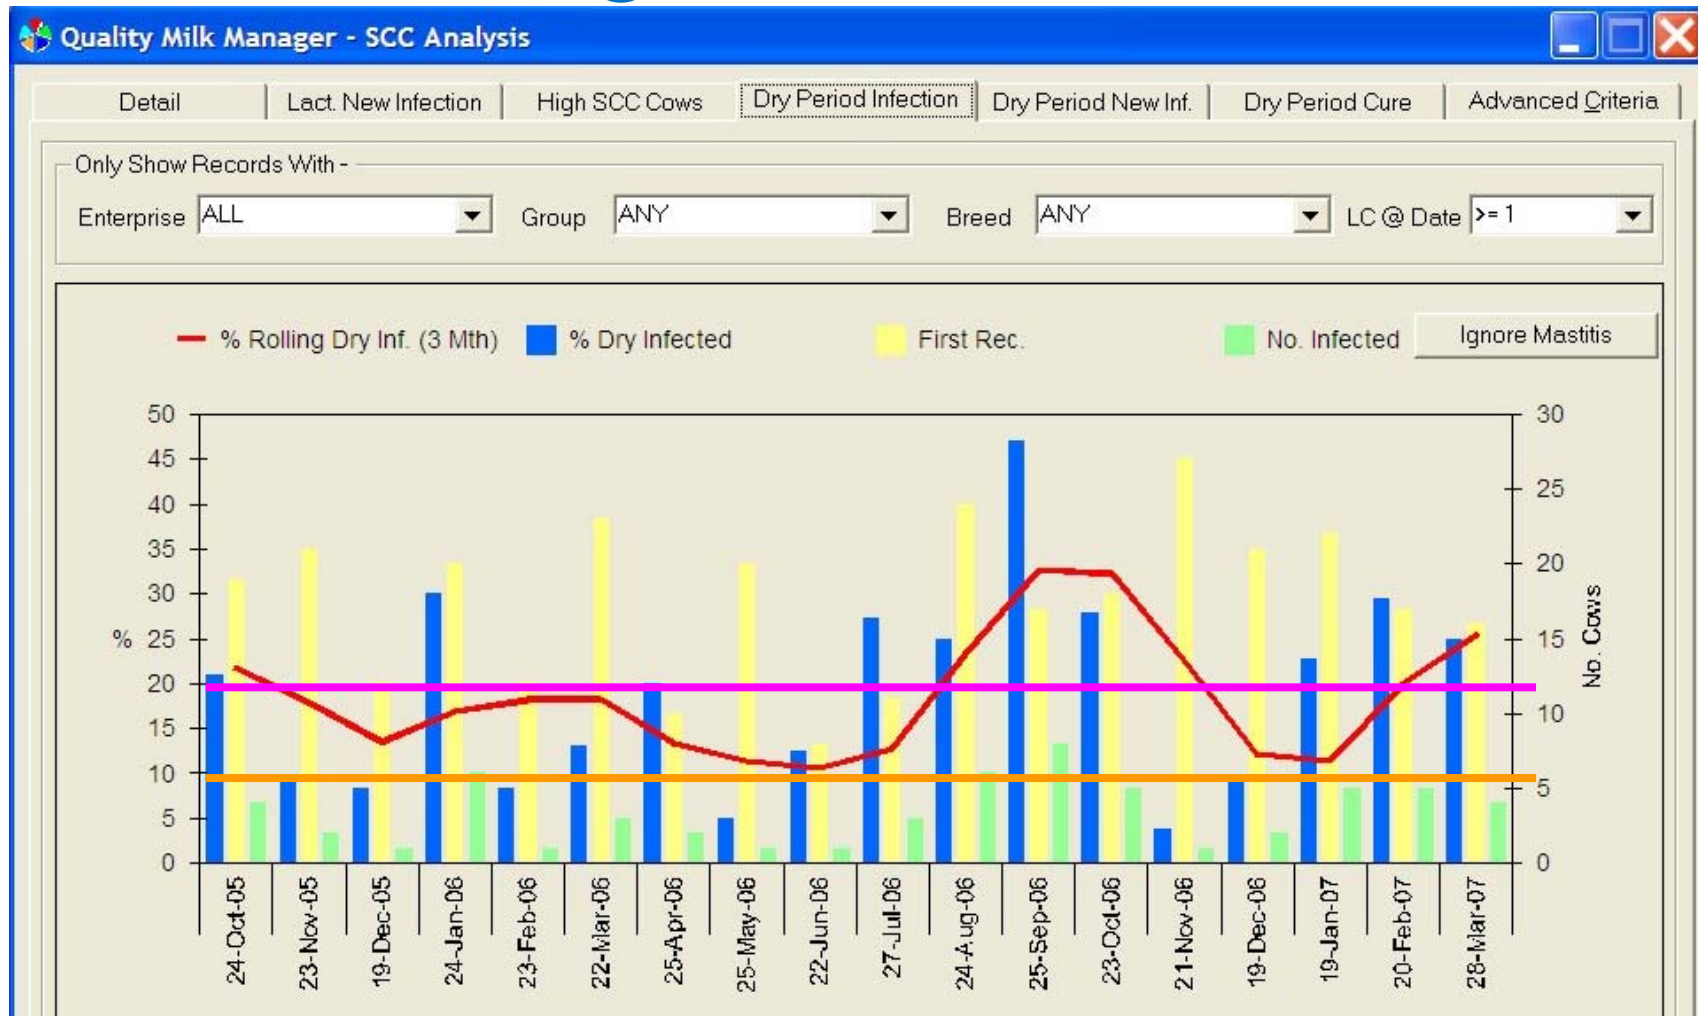 Quality Milk Manager - SCC Analysis
Detail Lact. New Infection High SCC Cows Dry Period Infection Dry Period New Inf. Dry Period Cure Advanced Criteria
Only Show Records With -
Enterprise ALL Group ANY Breed ANY LC @ Date >= 1
% Rolling Dry Inf. (3 Mth) % Dry Infected First Rec. No. Infected Ignore Mastitis
50 30
45
25
40
35
20
30
% 25 15
No. Cows
20
10
15
10
5
5
0 0
24-Oct-05
23-Nov-05
19-Dec-05
24-Jan-06
23-Feb-06
22-Mar-06
25-Apr-06
25-May-06
22-Jun-06
27-Jul-06
24-Aug-06
25-Sep-06
23-Oct-06
21-Nov-06
19-Dec-06
19-Jan-07
20-Feb-07
28-Mar-07